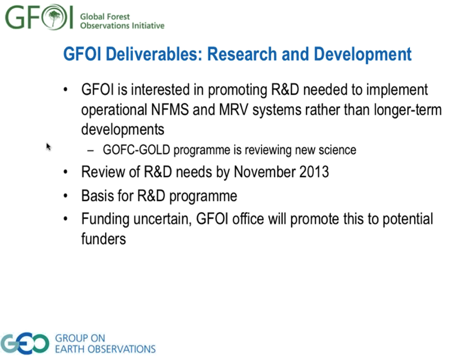 GFOI Global Forest
Observations Initiative
GFOI Deliverables: Research and Development
• GFOI is interested in promoting R&D needed to implement
operational NFMS and MRV systems rather than longer-term
developments
– GOFC-GOLD programme is reviewing new science
• Review of R&D needs by November 2013
• Basis for R&D programme
• Funding uncertain, GFOI office will promote this to potential
funders
GEO GROUP ON
EARTH OBSERVATIONS